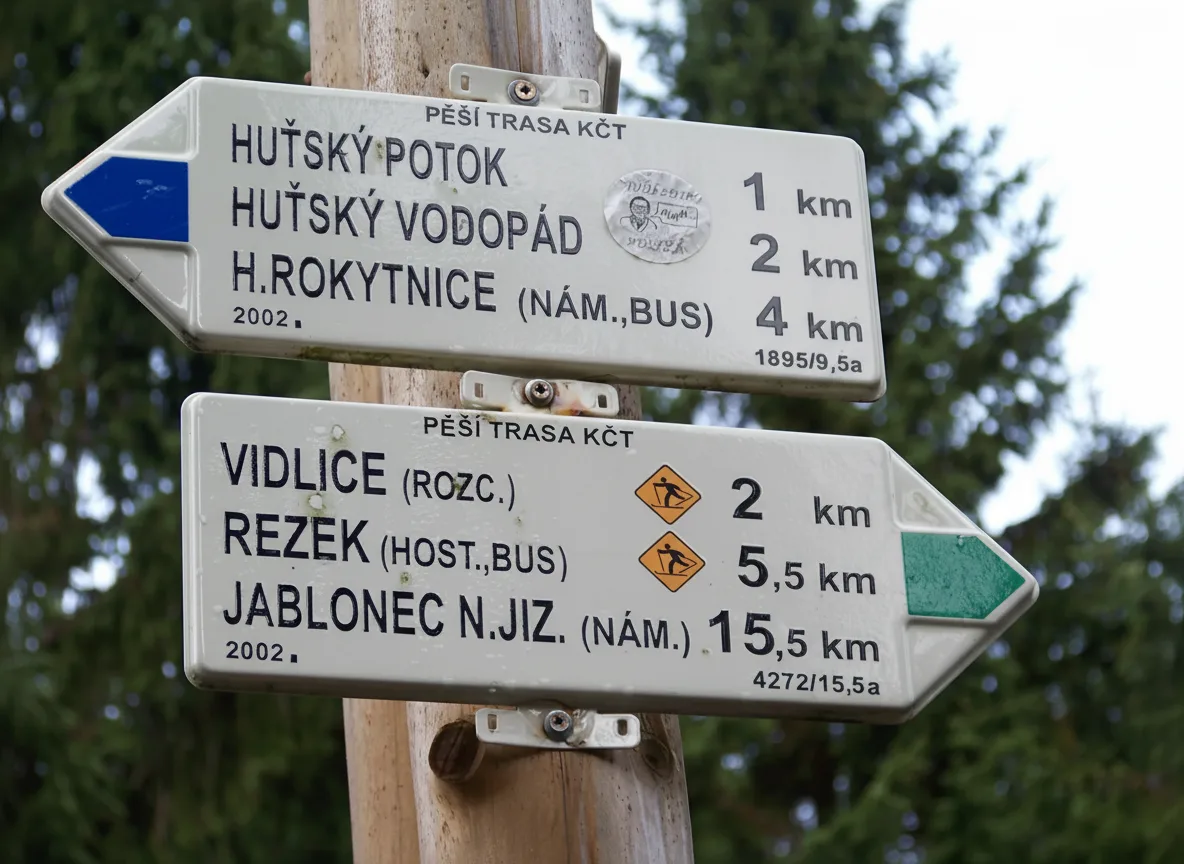 PĚŠÍ TRASA KČT
HUŤSKÝ POTOK 1 km
HUŤSKÝ VODOPÁD 2 km
H.ROKYTNICE (NÁM.,BUS) 4 km
2002.
1895/9,5a
PĚŠÍ TRASA KČT
VIDLICE (ROZC.) 2 km
REZEK (HOST.,BUS) 5,5 km
JABLONEC N.JIZ. (NÁM.) 15,5 km
2002.
4272/15,5a